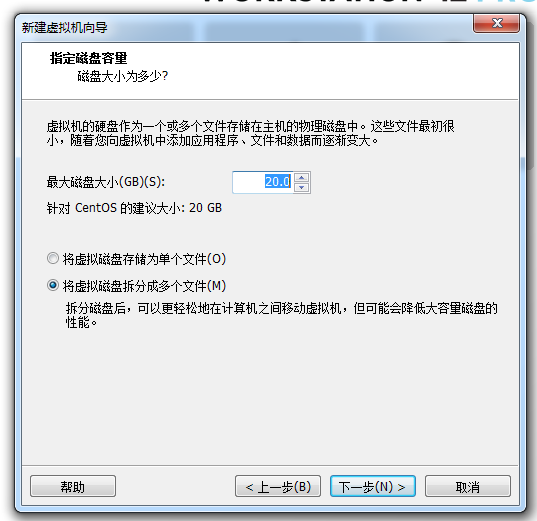 WORKSTATION 12 PRO
新建虚拟机向导
指定磁盘容量
磁盘大小为多少?
虚拟机的硬盘作为一个或多个文件存储在主机的物理磁盘中。这些文件最初很
小，随着您向虚拟机中添加应用程序、文件和数据而逐渐变大。
最大磁盘大小(GB)(S): 20.0
针对 CentOS 的建议大小: 20 GB
将虚拟磁盘存储为单个文件(O)
将虚拟磁盘拆分成多个文件(M)
拆分磁盘后，可以更轻松地在计算机之间移动虚拟机，但可能会降低大容量磁盘的
性能。
帮助 < 上一步(B) 下一步(N) > 取消